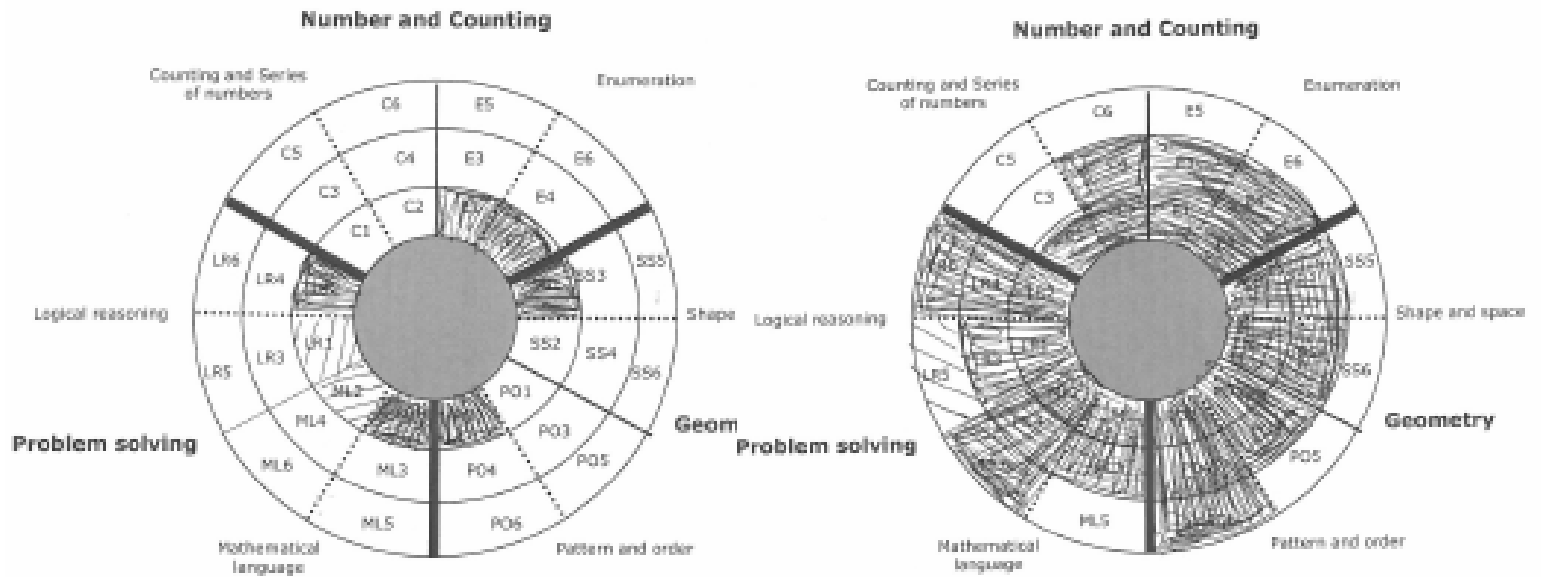 Number and Counting
Counting and Series
of numbers
Enumeration
C6
E5
C5
C4
E3
E6
C3
C2
E4
C1
LR6
LR4
SS3
SS5
Logical reasoning
Shape
LR1
SS2
LR5
LR3
SS4
SS6
ML2
PO1
ML4
PO3
Problem solving
Geom
ML6
ML3
PO4
PO5
ML5
PO6
Mathematical
language
Pattern and order
Number and Counting
Counting and Series
of numbers
Enumeration
C6
E5
C5
E6
C3
SS5
Logical reasoning
Shape and space
LR5
SS6
Geometry
Problem solving
PO5
ML5
Mathematical
language
Pattern and order